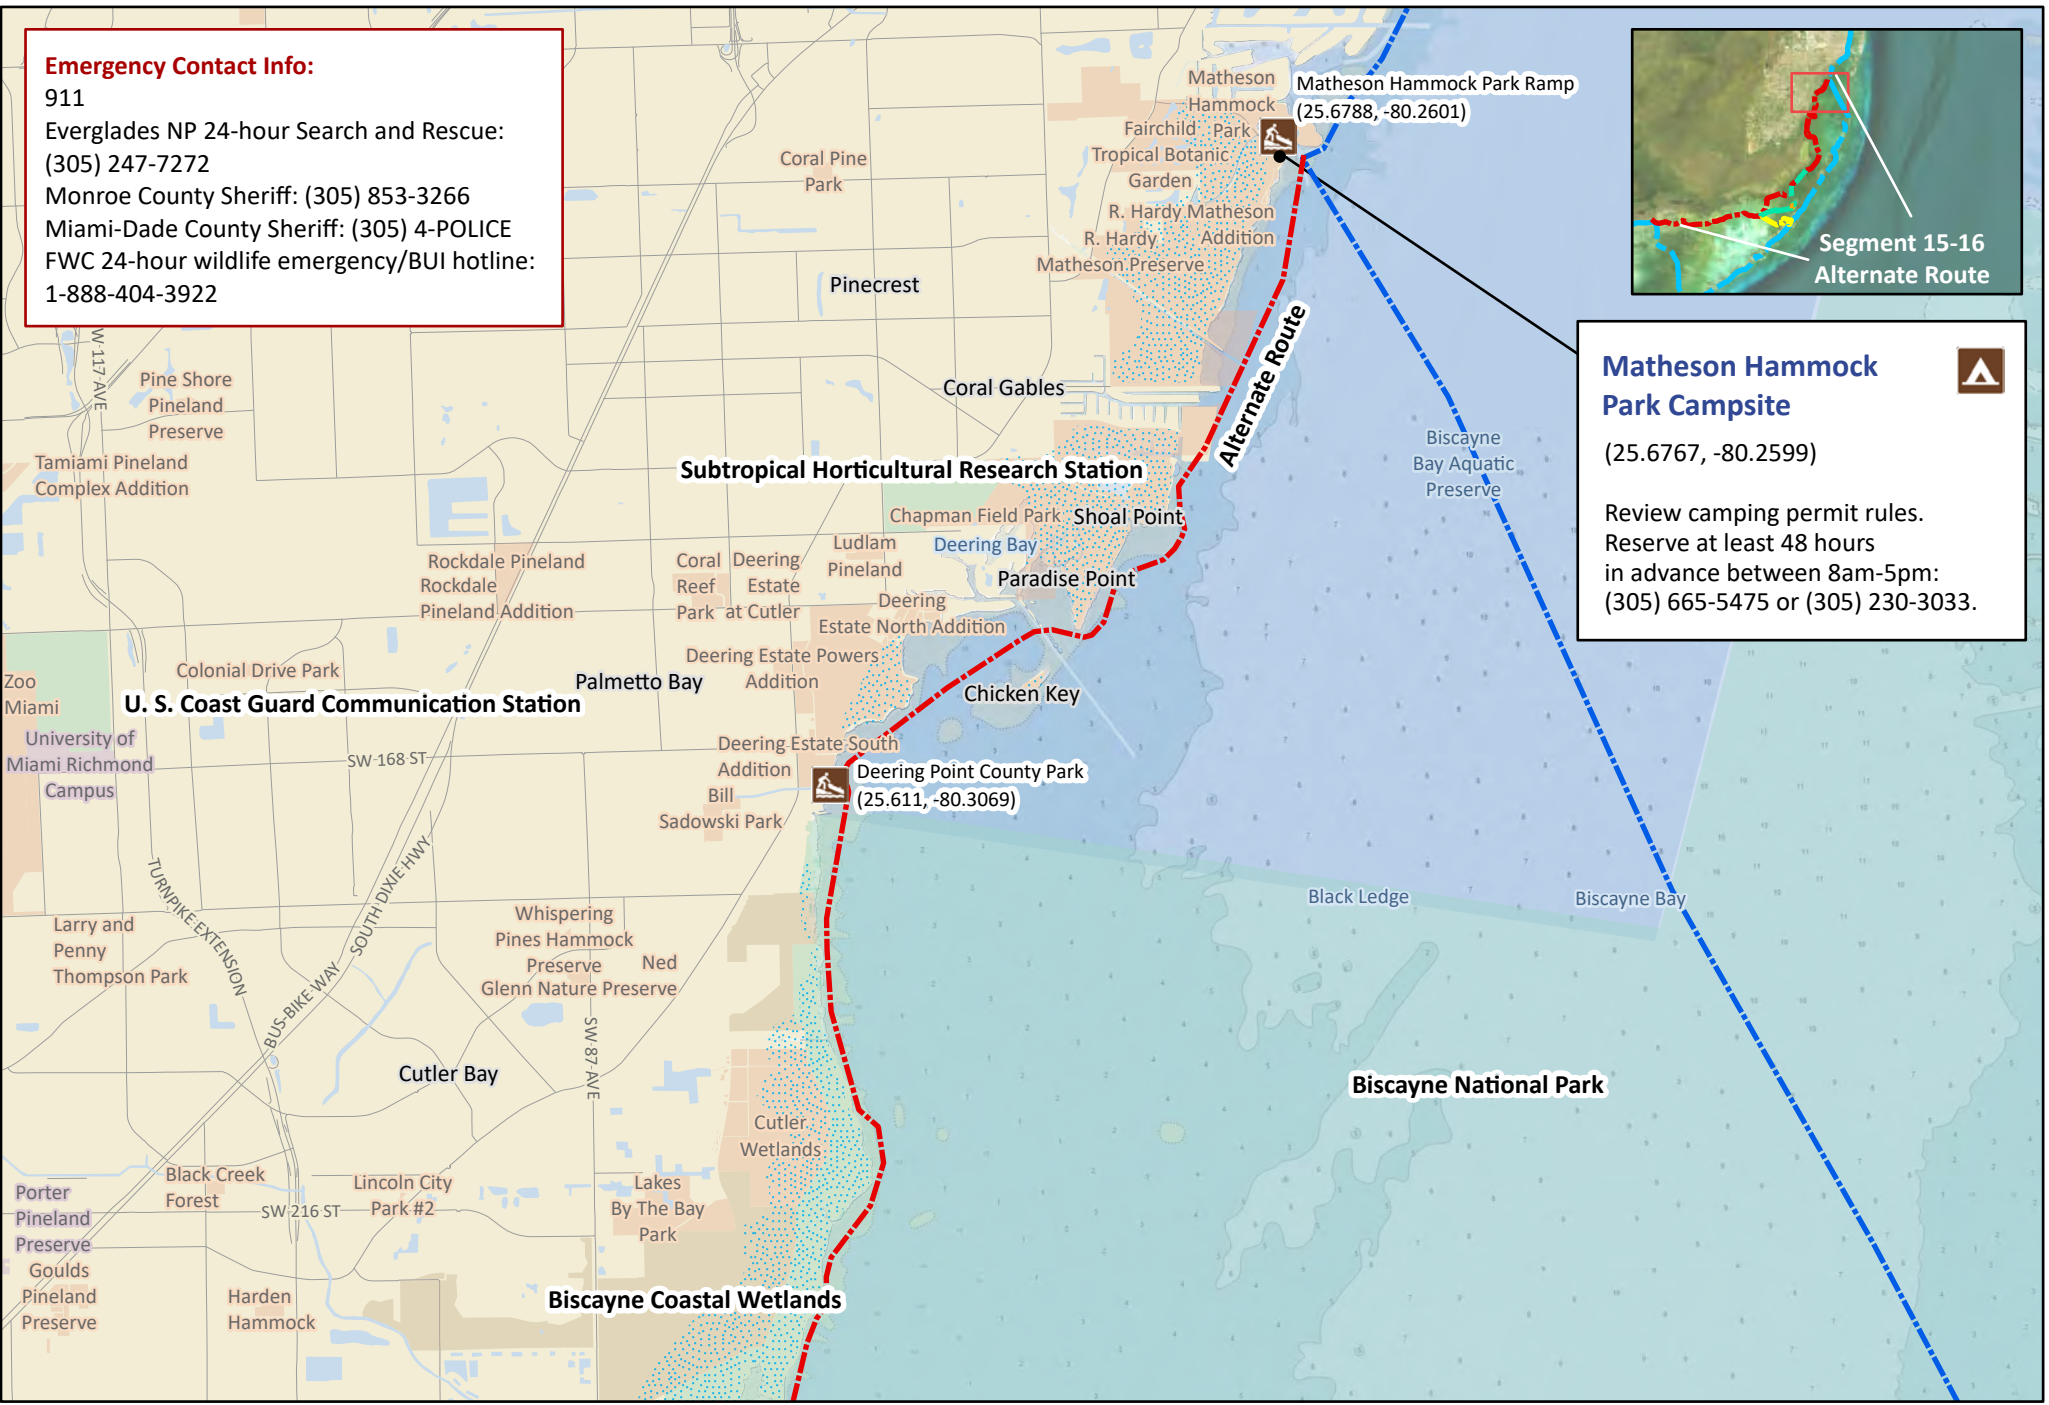 Emergency Contact Info:
911
Everglades NP 24-hour Search and Rescue:
(305) 247-7272
Monroe County Sheriff: (305) 853-3266
Miami-Dade County Sheriff: (305) 4-POLICE
FWC 24-hour wildlife emergency/BUI hotline:
1-888-404-3922
Matheson
Hammock
Park
Matheson Hammock Park Ramp
(25.6788, -80.2601)
Fairchild
Tropical Botanic
Garden
Coral Pine
Park
R. Hardy Matheson
Addition
R. Hardy
Matheson Preserve
Segment 15-16
Alternate Route
Pinecrest
Alternate Route
Matheson Hammock
Park Campsite
(25.6767, -80.2599)
Review camping permit rules.
Reserve at least 48 hours
in advance between 8am-5pm:
(305) 665-5475 or (305) 230-3033.
W 117 AVE
Pine Shore
Pineland
Preserve
Coral Gables
Biscayne
Bay Aquatic
Preserve
Tamiami Pineland
Complex Addition
Subtropical Horticultural Research Station
Chapman Field Park
Shoal Point
Deering Bay
Ludlam
Pineland
Rockdale Pineland
Rockdale
Pineland Addition
Coral
Reef
Park
Deering
Estate
at Cutler
Paradise Point
Deering
Estate North Addition
Deering Estate Powers
Addition
Colonial Drive Park
Palmetto Bay
Chicken Key
Zoo
Miami
U. S. Coast Guard Communication Station
University of
Miami Richmond
Campus
SW 168 ST
Deering Estate South
Addition
Deering Point County Park
(25.611, -80.3069)
Bill
Sadowski Park
TURNPIKE EXTENSION
SOUTH DIXIE HWY
BUS-BIKE WAY
Black Ledge
Biscayne Bay
Larry and
Penny
Thompson Park
Whispering
Pines Hammock
Preserve
Ned
Glenn Nature Preserve
SW 87 AVE
Cutler Bay
Biscayne National Park
Cutler
Wetlands
Black Creek
Forest
Lincoln City
Park #2
SW 216 ST
Lakes
By The Bay
Park
Porter
Pineland
Preserve
Goulds
Pineland
Preserve
Harden
Hammock
Biscayne Coastal Wetlands